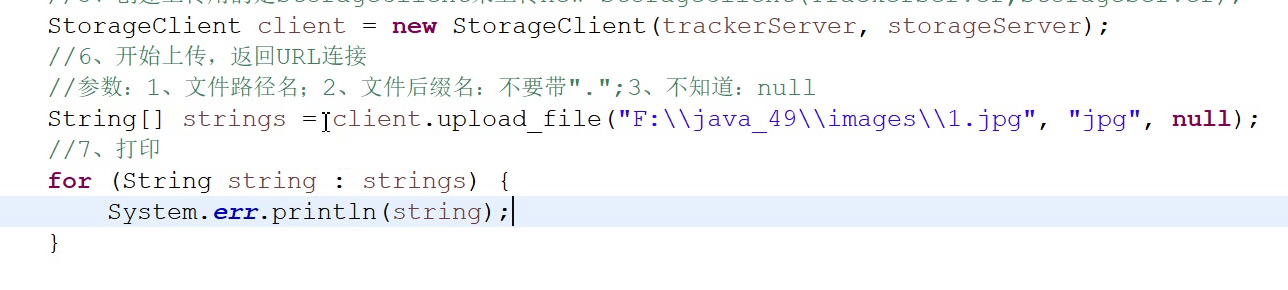 StorageClient client = new StorageClient(trackerServer, storageServer);
//6、开始上传，返回URL连接
//参数：1、文件路径名；2、文件后缀名：不要带".";3、不知道：null
String[] strings = client.upload_file("F:\\java_49\\images\\1.jpg", "jpg", null);
//7、打印
for (String string : strings) {
System.err.println(string);
}